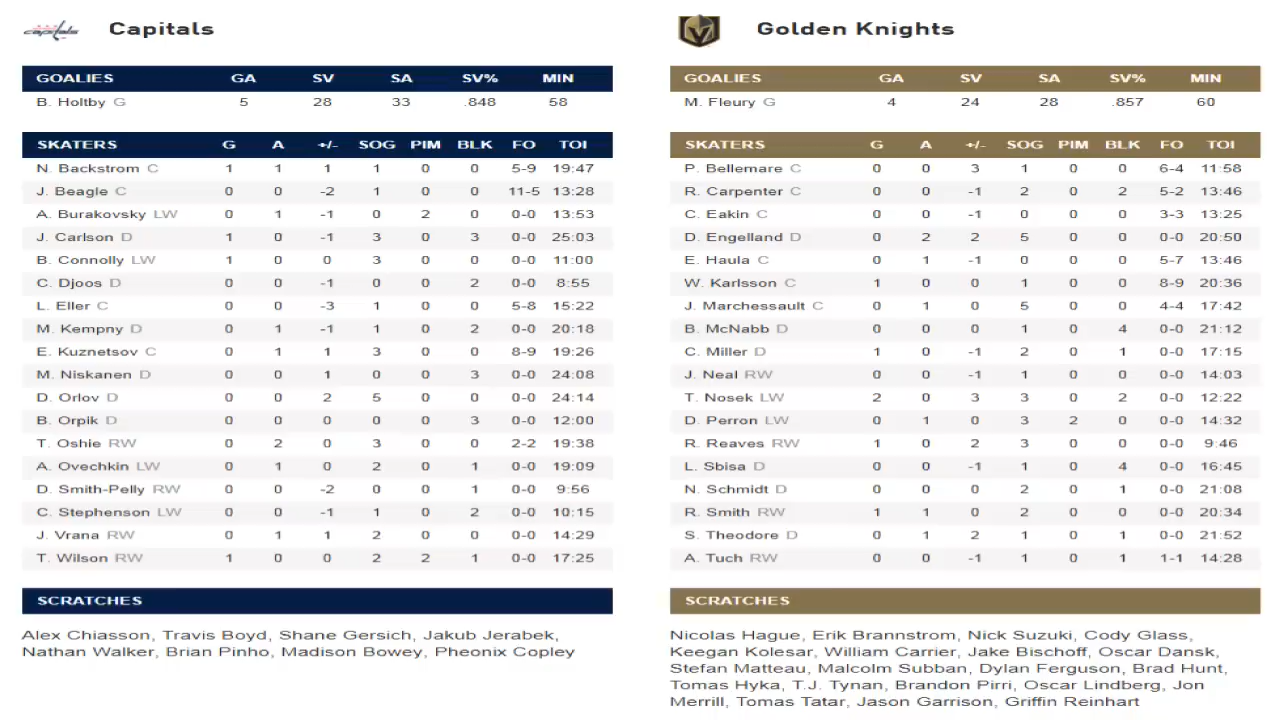 Capitals
GOALIES GA SV SA SV% MIN
B. Holtby G 5 28 33 .848 58
SKATERS G A +/- SOG PIM BLK FO TOI
N. Backstrom C 1 1 1 1 0 0 5-9 19:47
J. Beagle C 0 0 -2 1 0 0 11-5 13:28
A. Burakovsky LW 0 1 -1 0 2 0 0-0 13:53
J. Carlson D 1 0 -1 3 0 3 0-0 25:03
B. Connolly LW 1 0 0 3 0 0 0-0 11:00
C. Djoos D 0 0 -1 0 0 2 0-0 8:55
L. Eller C 0 0 -3 1 0 0 5-8 15:22
M. Kempny D 0 1 -1 1 0 2 0-0 20:18
E. Kuznetsov C 0 1 1 3 0 0 8-9 19:26
M. Niskanen D 0 0 1 0 0 3 0-0 24:08
D. Orlov D 0 0 2 5 0 0 0-0 24:14
B. Orpik D 0 0 0 0 0 3 0-0 12:00
T. Oshie RW 0 2 0 3 0 0 2-2 19:38
A. Ovechkin LW 0 1 0 2 0 1 0-0 19:09
D. Smith-Pelly RW 0 0 -2 0 0 1 0-0 9:56
C. Stephenson LW 0 0 -1 1 0 2 0-0 10:15
J. Vrana RW 0 1 1 2 0 0 0-0 14:29
T. Wilson RW 1 0 0 2 2 1 0-0 17:25
SCRATCHES
Alex Chiasson, Travis Boyd, Shane Gersich, Jakub Jerabek,
Nathan Walker, Brian Pinho, Madison Bowey, Pheonix Copley
Golden Knights
GOALIES GA SV SA SV% MIN
M. Fleury G 4 24 28 .857 60
SKATERS G A +/- SOG PIM BLK FO TOI
P. Bellemare C 0 0 3 1 0 0 6-4 11:58
R. Carpenter C 0 0 -1 2 0 2 5-2 13:46
C. Eakin C 0 0 -1 0 0 0 3-3 13:25
D. Engelland D 0 2 2 5 0 0 0-0 20:50
E. Haula C 0 1 -1 0 0 0 5-7 13:46
W. Karlsson C 1 0 0 1 0 0 8-9 20:36
J. Marchessault C 0 1 0 5 0 0 4-4 17:42
B. McNabb D 0 0 0 1 0 4 0-0 21:12
C. Miller D 1 0 -1 2 0 1 0-0 17:15
J. Neal RW 0 0 -1 1 0 0 0-0 14:03
T. Nosek LW 2 0 3 3 0 2 0-0 12:22
D. Perron LW 0 1 0 3 2 0 0-0 14:32
R. Reaves RW 1 0 2 3 0 0 0-0 9:46
L. Sbisa D 0 0 -1 1 0 4 0-0 16:45
N. Schmidt D 0 0 0 2 0 1 0-0 21:08
R. Smith RW 1 1 0 2 0 0 0-0 20:34
S. Theodore D 0 1 2 1 0 1 0-0 21:52
A. Tuch RW 0 0 -1 1 0 1 1-1 14:28
SCRATCHES
Nicolas Hague, Erik Brannstrom, Nick Suzuki, Cody Glass,
Keegan Kolesar, William Carrier, Jake Bischoff, Oscar Dansk,
Stefan Matteau, Malcolm Subban, Dylan Ferguson, Brad Hunt,
Tomas Hyka, T.J. Tynan, Brandon Pirri, Oscar Lindberg, Jon
Merrill, Tomas Tatar, Jason Garrison, Griffin Reinhart